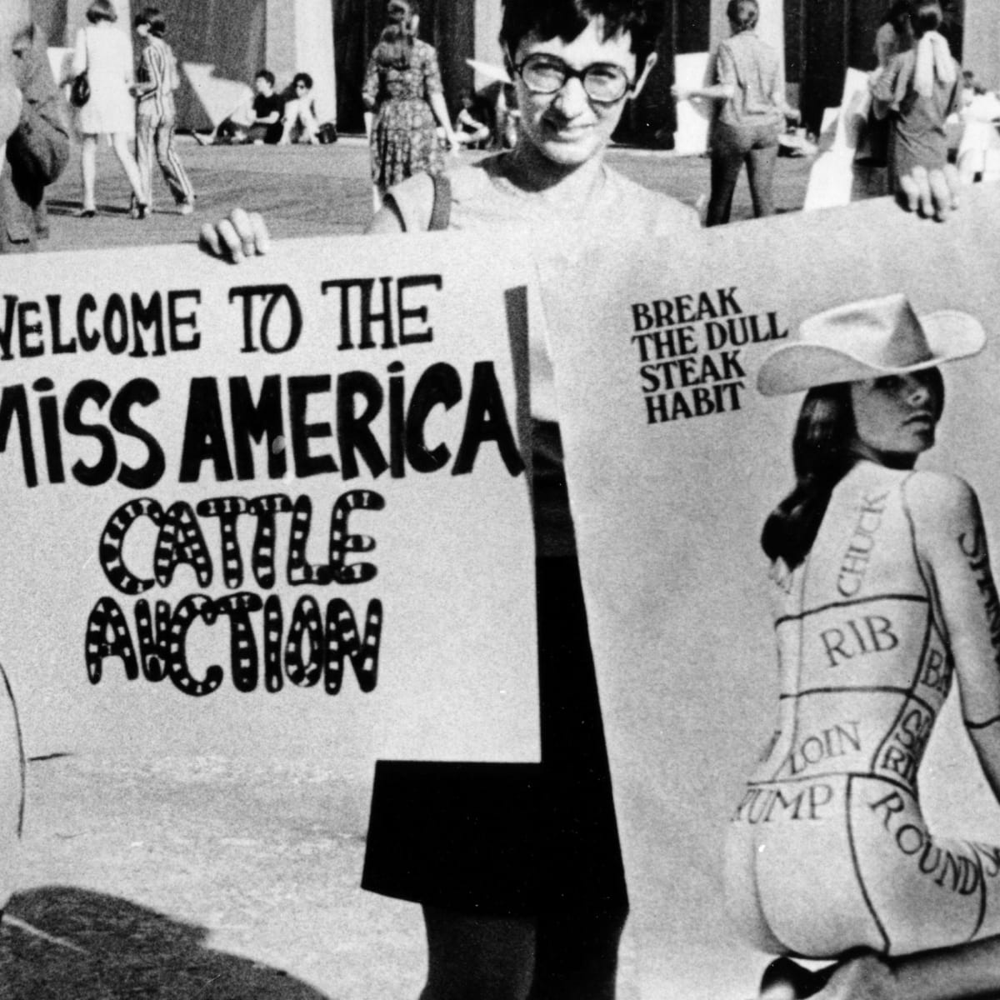 WELCOME TO THE
MiSS AMERiCA
CATTLE
AUCTION
BREAK
THE DULL
STEAK
HABIT
CHUCK
RIB
LOIN
RUMP
ROUND